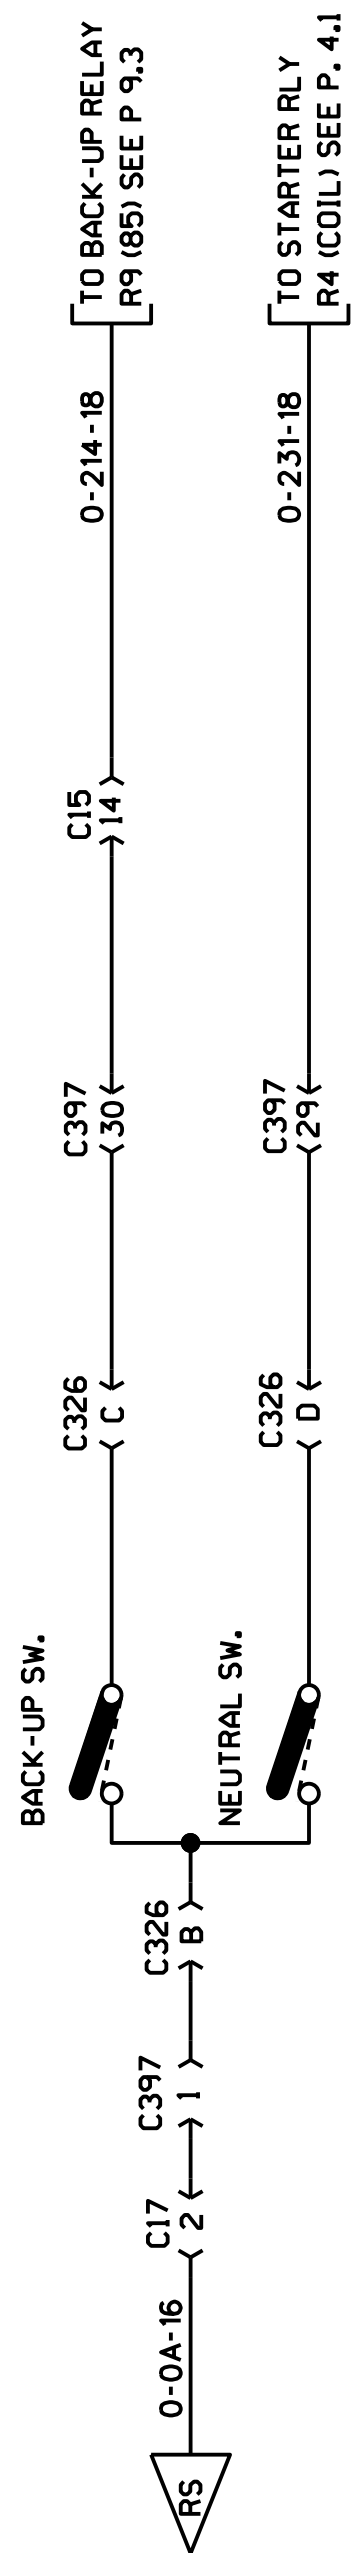 TO BACK-UP RELAY
R9 (85) SEE P 9.3
0-214-18
C15
14
C397
30
C326
C
BACK-UP SW.
TO STARTER RLY
R4 (COIL) SEE P. 4.1
0-231-18
C397
29
C326
D
NEUTRAL SW.
C326
B
C397
1
C17
2
0-0A-16
RS